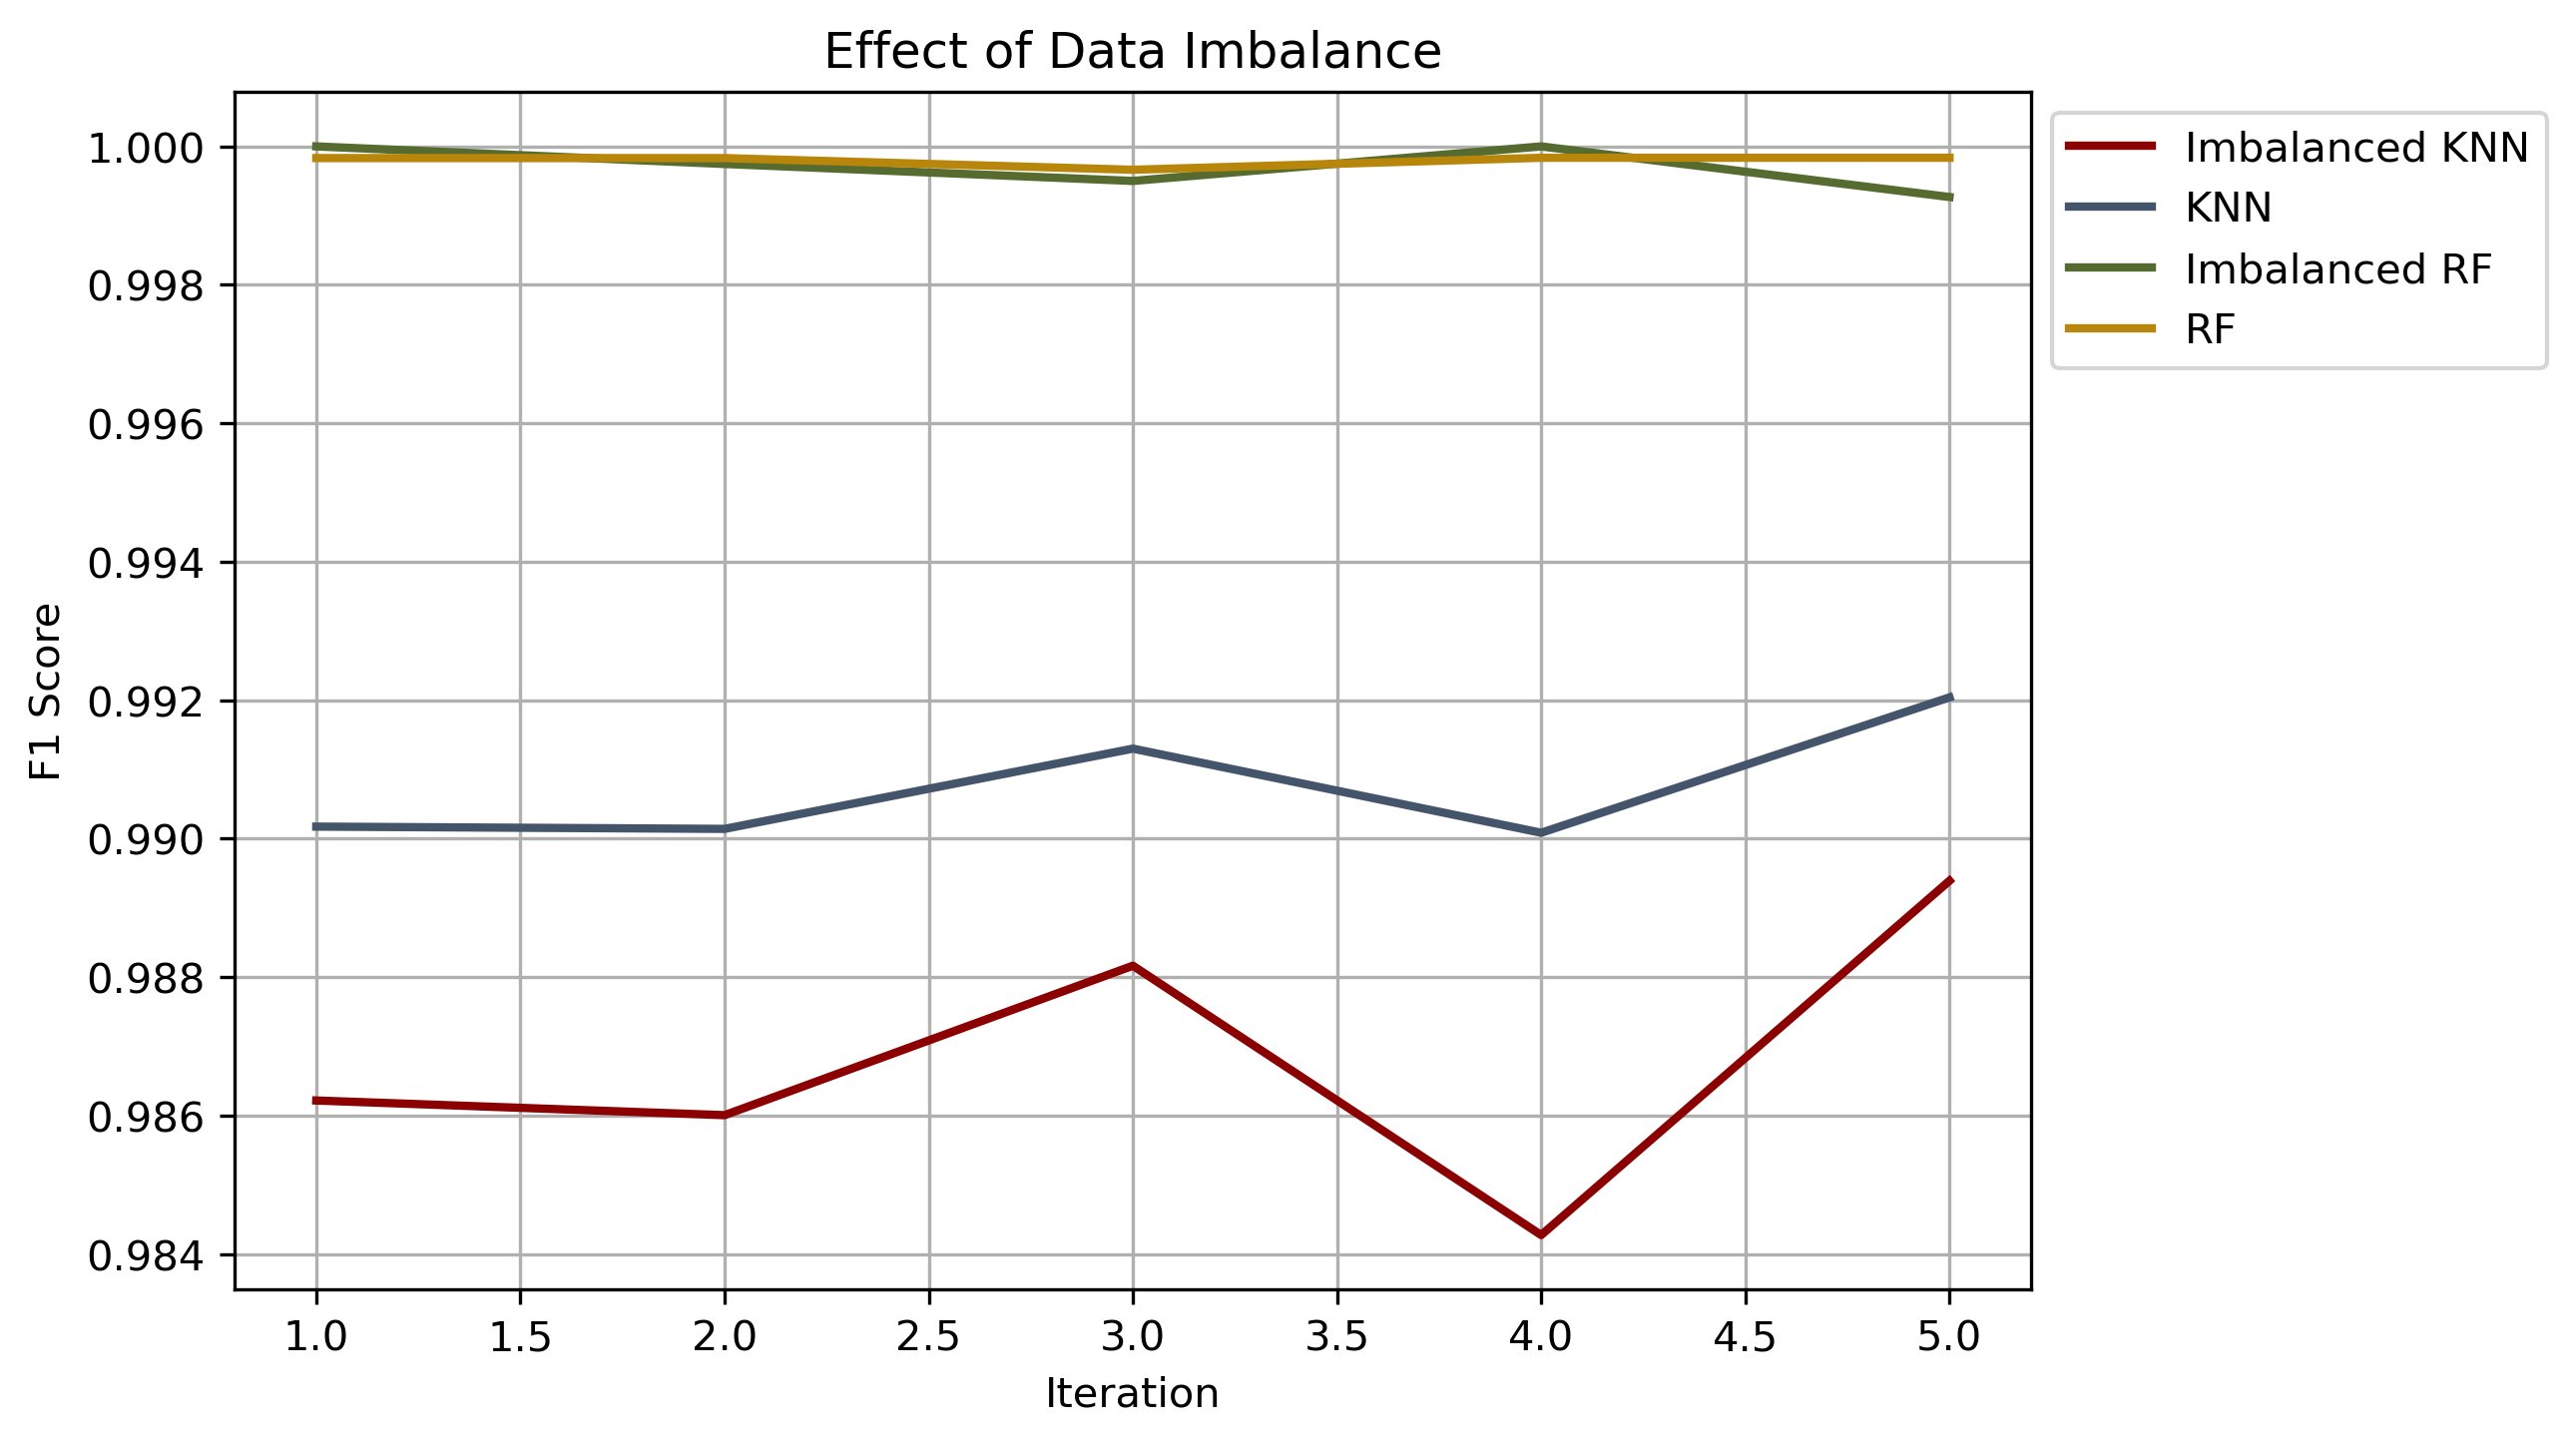 Effect of Data Imbalance
1.000
0.998
0.996
0.994
0.992
0.990
0.988
0.986
0.984
F1 Score
1.0 1.5 2.0 2.5 3.0 3.5 4.0 4.5 5.0
Iteration
Imbalanced KNN
KNN
Imbalanced RF
RF